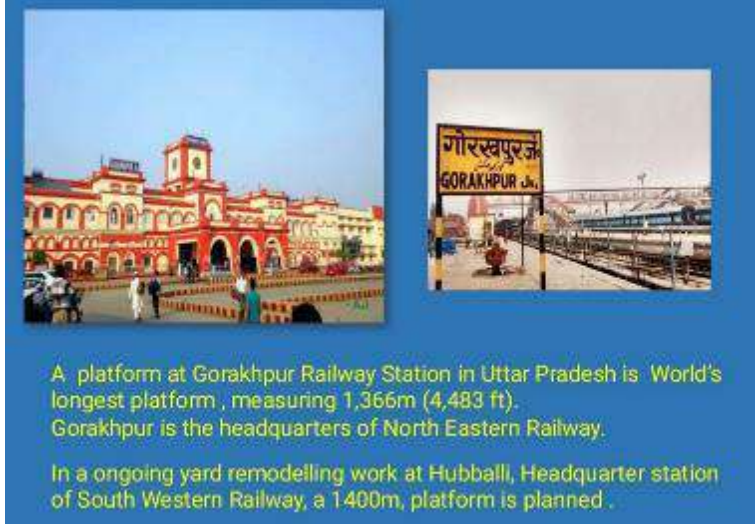 गोरखपुर जं.
GORAKHPUR Jn.
A platform at Gorakhpur Railway Station in Uttar Pradesh is World's
longest platform , measuring 1,366m (4,483 ft).
Gorakhpur is the headquarters of North Eastern Railway.
In a ongoing yard remodelling work at Hubballi, Headquarter station
of South Western Railway, a 1400m, platform is planned .